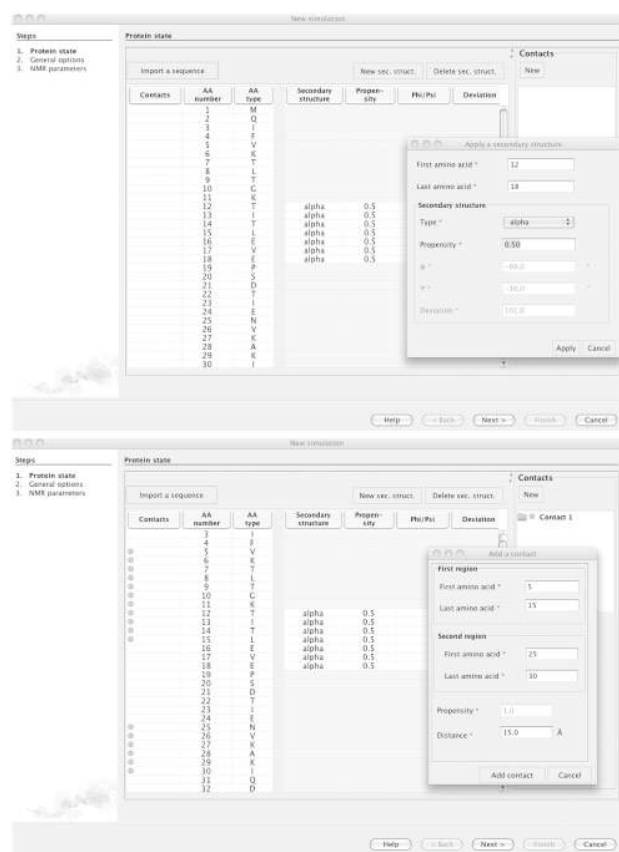 New simulation
Steps
1. Protein state
2. General options
3. NMR parameters
Protein state
Import a sequence
New sec. struct.
Delete sec. struct.
Contacts
New
Contacts AA number AA type Secondary structure Propen-sity Phi/Psi Deviation
1 M
2 Q
3 I
4 F
5 V
6 K
7 T
8 L
9 T
10 G
11 K
12 T alpha 0.5
13 I alpha 0.5
14 T alpha 0.5
15 L alpha 0.5
16 E alpha 0.5
17 V alpha 0.5
18 E alpha 0.5
19 P
20 S
21 D
22 T
23 I
24 E
25 N
26 V
27 K
28 A
29 K
30 I
Apply a secondary structure
First amino acid * 12
Last amino acid * 18
Secondary structure
Type * alpha
Propensity * 0.50
Deviation *
Apply Cancel
Help < Back Next > Finish Cancel
New simulation
Steps
1. Protein state
2. General options
3. NMR parameters
Protein state
Import a sequence
New sec. struct.
Delete sec. struct.
Contacts
New
Contact 1
Contacts AA number AA type Secondary structure Propen-sity Phi/Psi Deviation
3 I
4 F
5 V
6 K
7 T
8 L
9 T
10 G
11 K
12 T alpha 0.5
13 I alpha 0.5
14 T alpha 0.5
15 L alpha 0.5
16 E alpha 0.5
17 V alpha 0.5
18 E alpha 0.5
19 P
20 S
21 D
22 T
23 I
24 E
25 N
26 V
27 K
28 A
29 K
30 I
31 Q
32 D
Add a contact
First region
First amino acid * 5
Last amino acid * 15
Second region
First amino acid * 25
Last amino acid * 30
Propensity * 1.0
Distance * 15.0 Å
Add contact Cancel
Help < Back Next > Finish Cancel